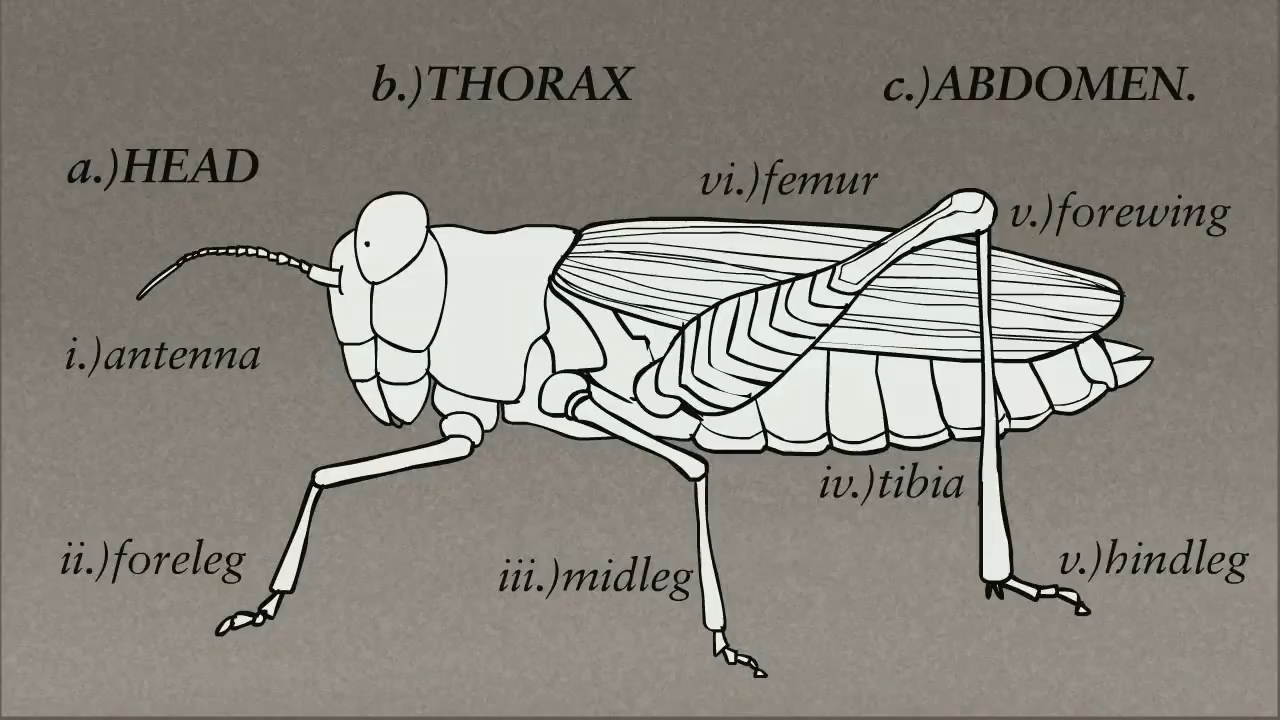 b.)THORAX
c.)ABDOMEN.
a.)HEAD
vi.)femur
v.)forewing
i.)antenna
iv.)tibia
ii.)foreleg
iii.)midleg
v.)hindleg